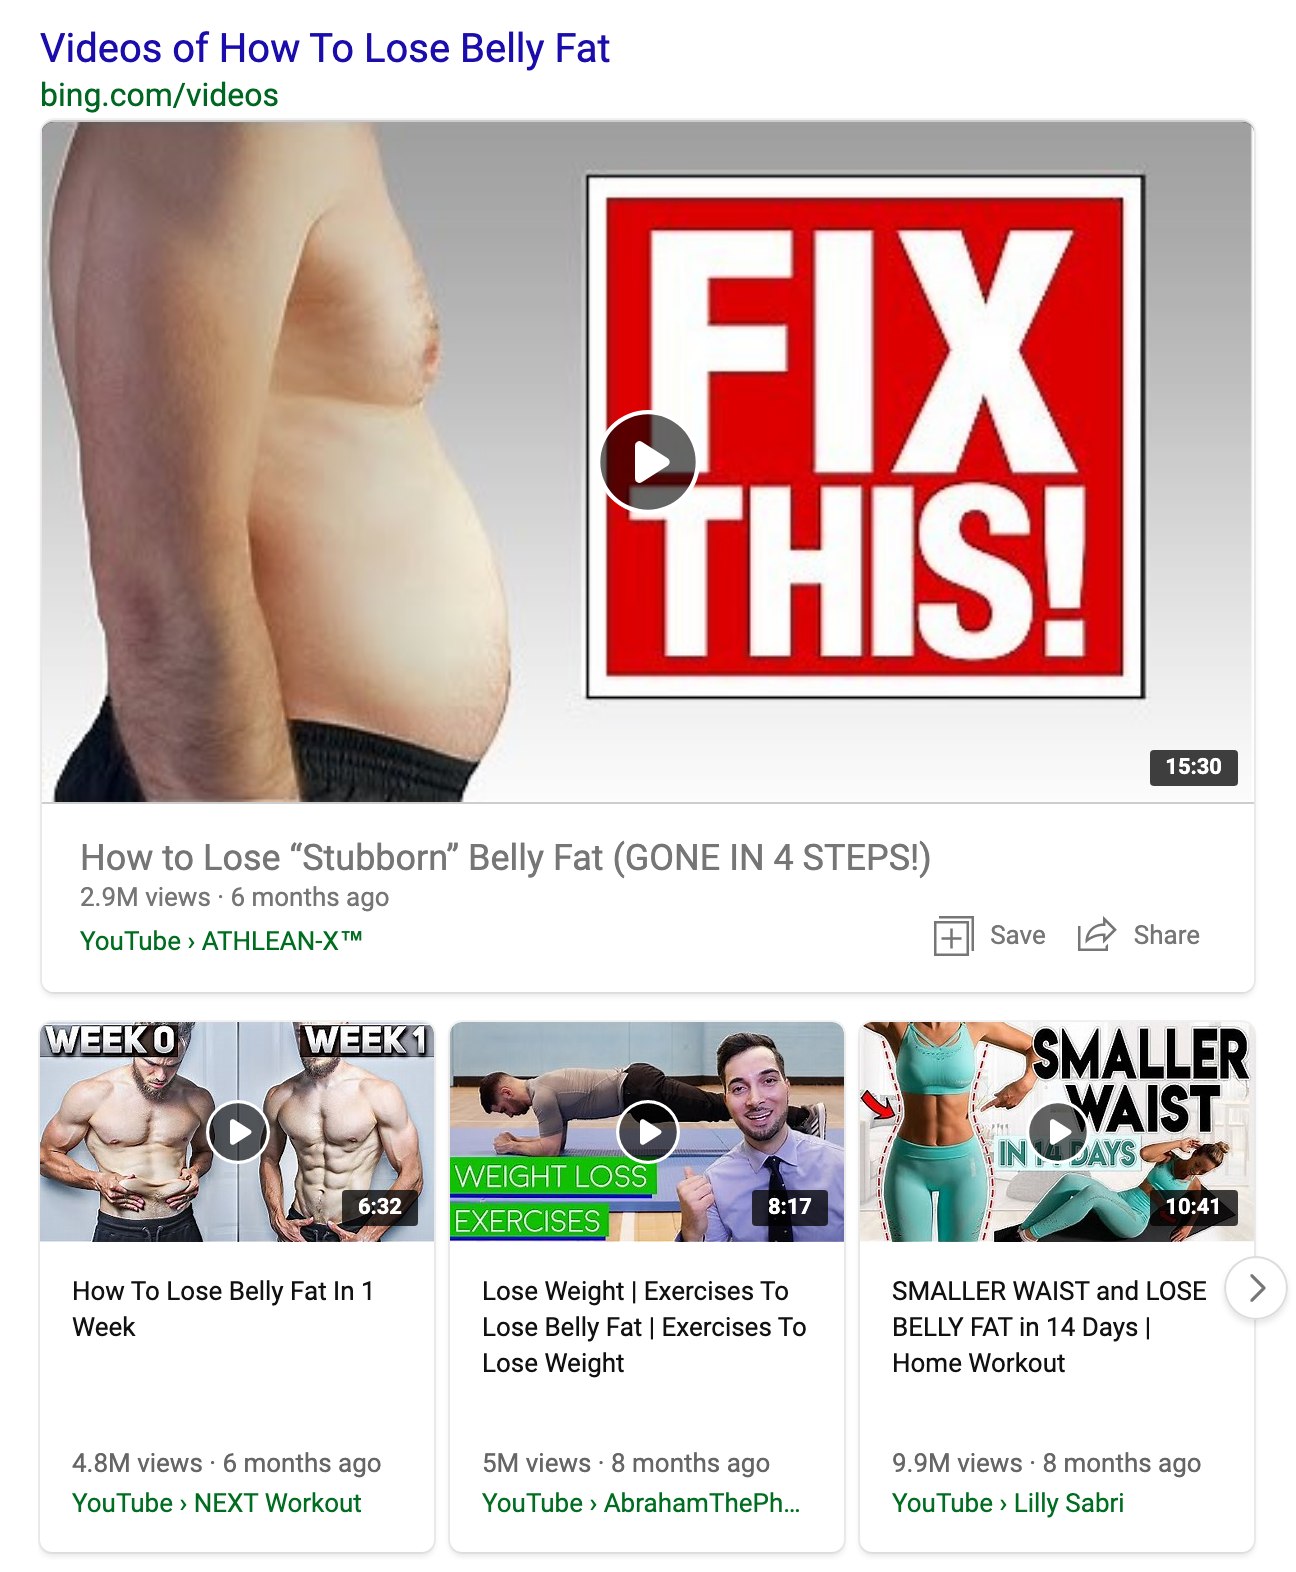 Videos of How To Lose Belly Fat
bing.com/videos
FIX
THIS!
15:30
How to Lose “Stubborn” Belly Fat (GONE IN 4 STEPS!)
2.9M views · 6 months ago
YouTube › ATHLEAN-X™
Save
Share
WEEK 0
WEEK 1
6:32
How To Lose Belly Fat In 1
Week
4.8M views · 6 months ago
YouTube › NEXT Workout
WEIGHT LOSS
EXERCISES
8:17
Lose Weight | Exercises To
Lose Belly Fat | Exercises To
Lose Weight
5M views · 8 months ago
YouTube › AbrahamThePh...
SMALLER
WAIST
IN 14 DAYS
10:41
SMALLER WAIST and LOSE
BELLY FAT in 14 Days |
Home Workout
9.9M views · 8 months ago
YouTube › Lilly Sabri